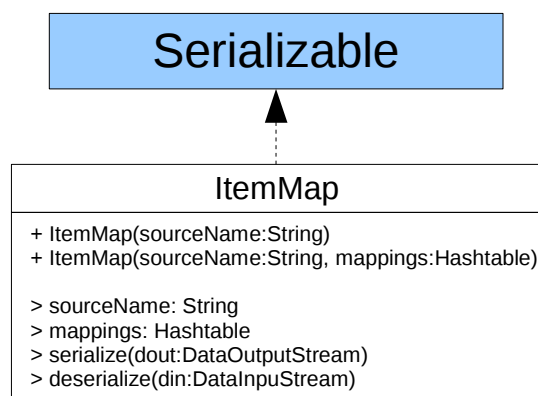 Serializable
ItemMap
+ ItemMap(sourceName:String)
+ ItemMap(sourceName:String, mappings:Hashtable)
> sourceName: String
> mappings: Hashtable
> serialize(dout:DataOutputStream)
> deserialize(din:DataInpuStream)